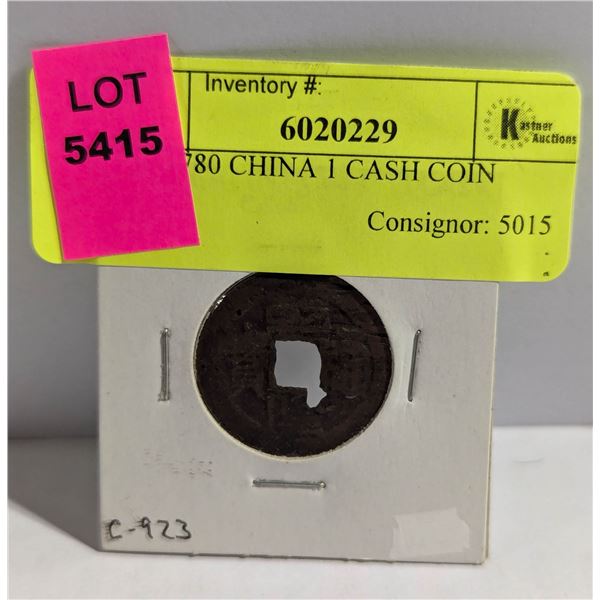 LOT
5415
Inventory #:
6020229
Kastner
Auctions
780 CHINA 1 CASH COIN
Consignor: 5015
C-923